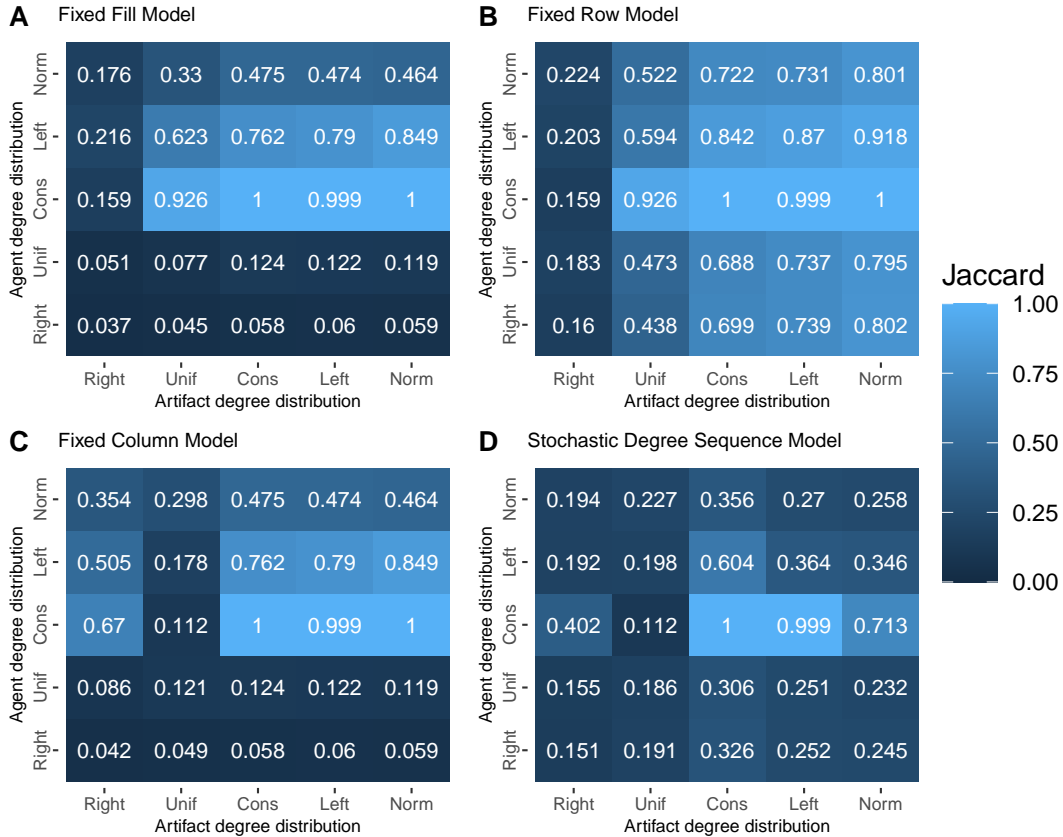 A Fixed Fill Model
Agent degree distribution
Norm 0.176 0.33 0.475 0.474 0.464
Left 0.216 0.623 0.762 0.79 0.849
Cons 0.159 0.926 1 0.999 1
Unif 0.051 0.077 0.124 0.122 0.119
Right 0.037 0.045 0.058 0.06 0.059
Right Unif Cons Left Norm
Artifact degree distribution
B Fixed Row Model
Agent degree distribution
Norm 0.224 0.522 0.722 0.731 0.801
Left 0.203 0.594 0.842 0.87 0.918
Cons 0.159 0.926 1 0.999 1
Unif 0.183 0.473 0.688 0.737 0.795
Right 0.16 0.438 0.699 0.739 0.802
Right Unif Cons Left Norm
Artifact degree distribution
C Fixed Column Model
Agent degree distribution
Norm 0.354 0.298 0.475 0.474 0.464
Left 0.505 0.178 0.762 0.79 0.849
Cons 0.67 0.112 1 0.999 1
Unif 0.086 0.121 0.124 0.122 0.119
Right 0.042 0.049 0.058 0.06 0.059
Right Unif Cons Left Norm
Artifact degree distribution
D Stochastic Degree Sequence Model
Agent degree distribution
Norm 0.194 0.227 0.356 0.27 0.258
Left 0.192 0.198 0.604 0.364 0.346
Cons 0.402 0.112 1 0.999 0.713
Unif 0.155 0.186 0.306 0.251 0.232
Right 0.151 0.191 0.326 0.252 0.245
Right Unif Cons Left Norm
Artifact degree distribution
Jaccard
1.00
0.75
0.50
0.25
0.00